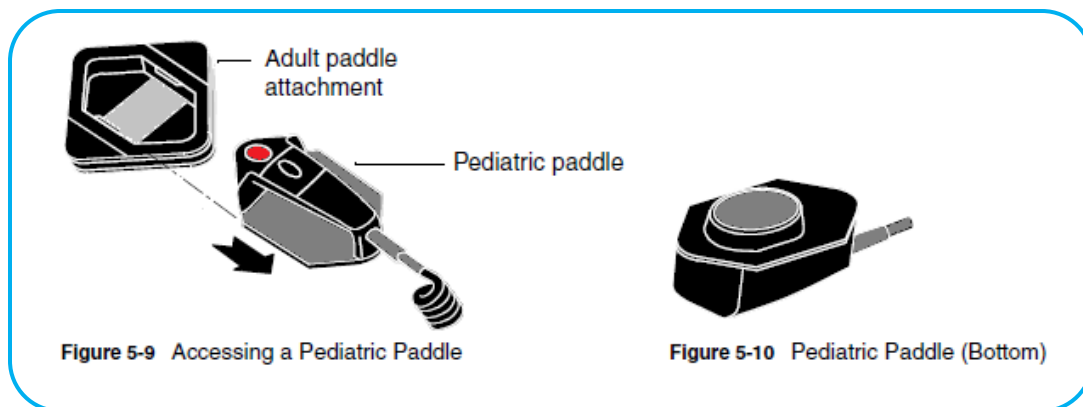 Adult paddle
attachment
Pediatric paddle
Figure 5-9 Accessing a Pediatric Paddle
Figure 5-10 Pediatric Paddle (Bottom)